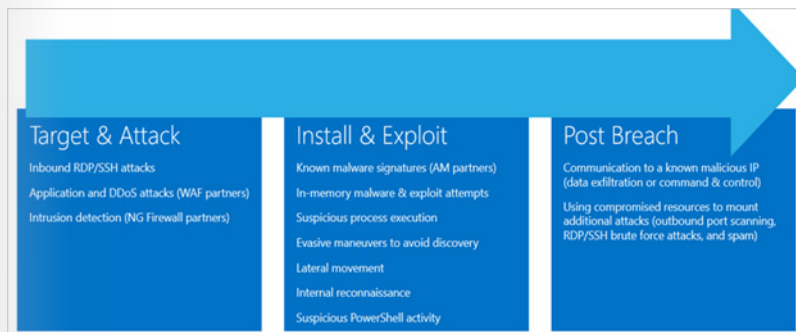 Target & Attack
Inbound RDP/SSH attacks
Application and DDoS attacks (WAF partners)
Intrusion detection (NG Firewall partners)
Install & Exploit
Known malware signatures (AM partners)
In-memory malware & exploit attempts
Suspicious process execution
Evasive maneuvers to avoid discovery
Lateral movement
Internal reconnaissance
Suspicious PowerShell activity
Post Breach
Communication to a known malicious IP
(data exfiltration or command & control)
Using compromised resources to mount
additional attacks (outbound port scanning,
RDP/SSH brute force attacks, and spam)